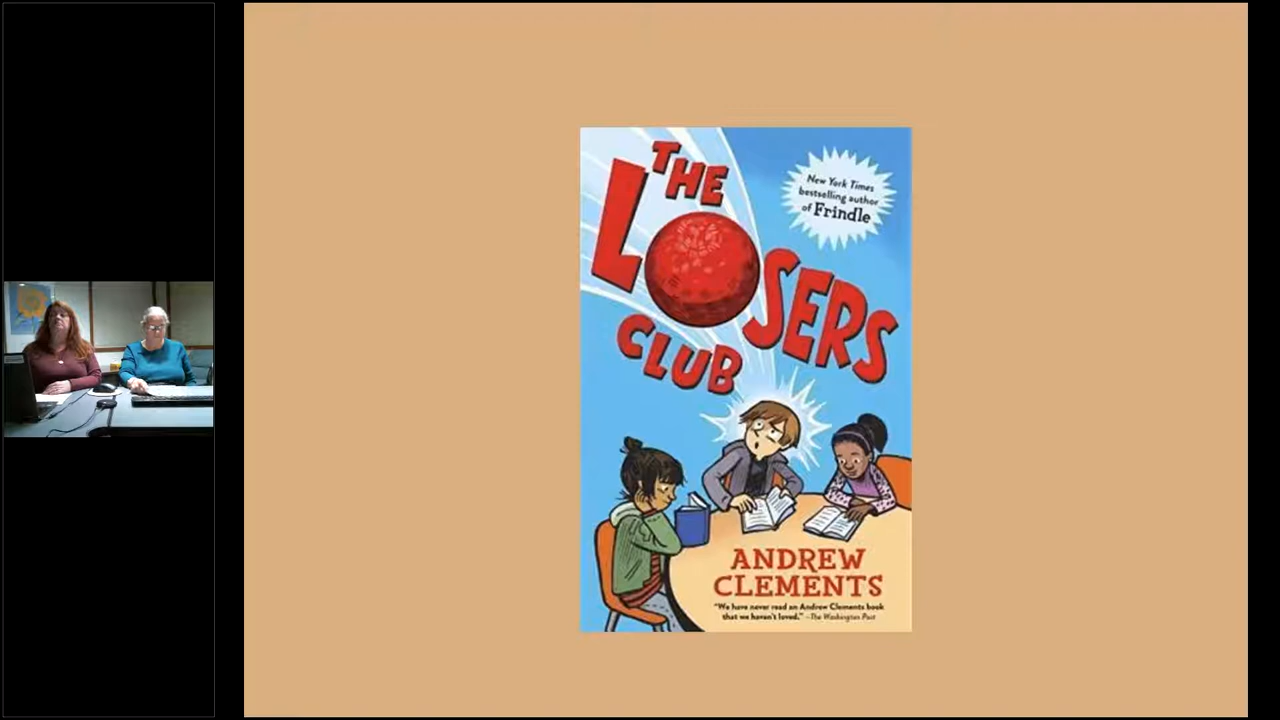 THE
LOSERS
CLUB
New York Times
bestselling author
of Frindle
ANDREW
CLEMENTS
"We have never read an Andrew Clements book
that we haven't loved." —The Washington Post